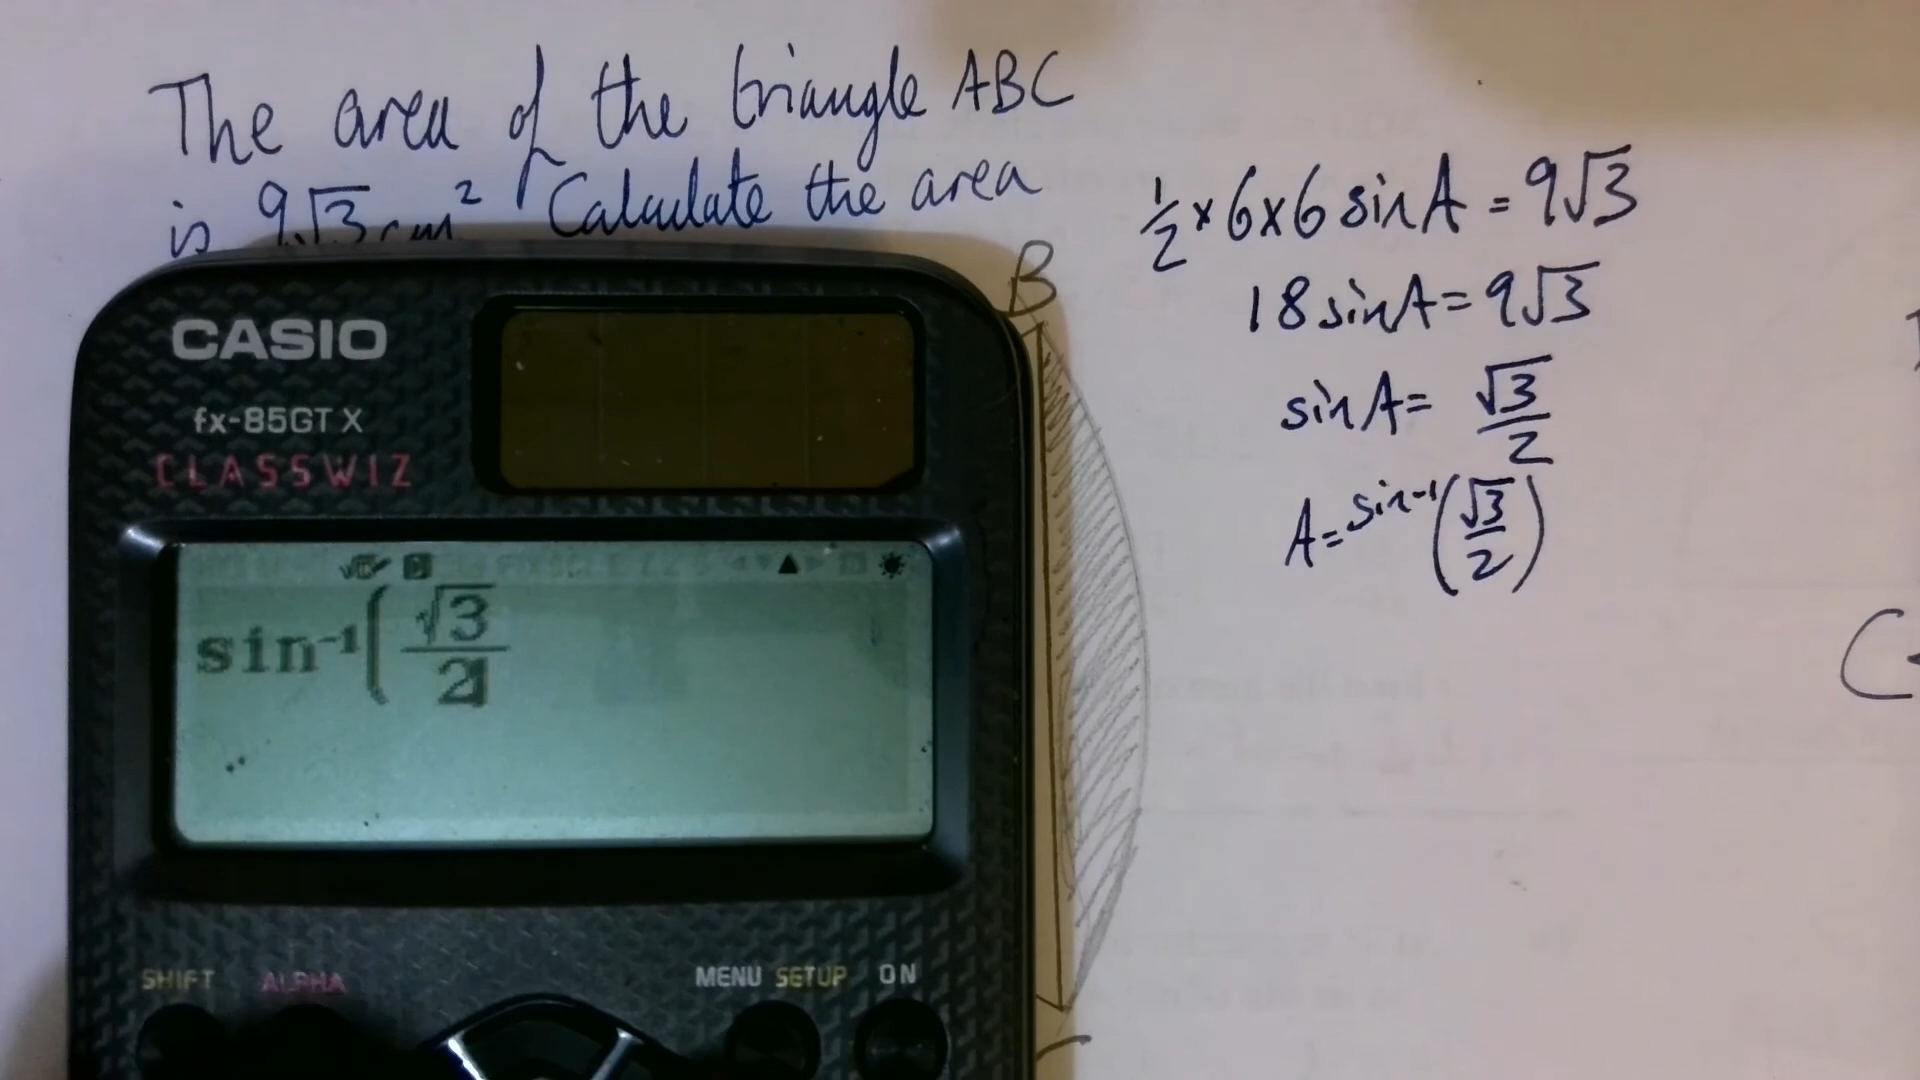 The area of the triangle ABC
is 9√3 cm² Calculate the area
B
½ × 6 × 6 sin A = 9√3
18 sin A = 9√3
sin A = √3/2
A = sin⁻¹(√3/2)
CASIO
fx-85GT X
CLASSWIZ
sin⁻¹(√3/2
SHIFT ALPHA MENU SETUP ON